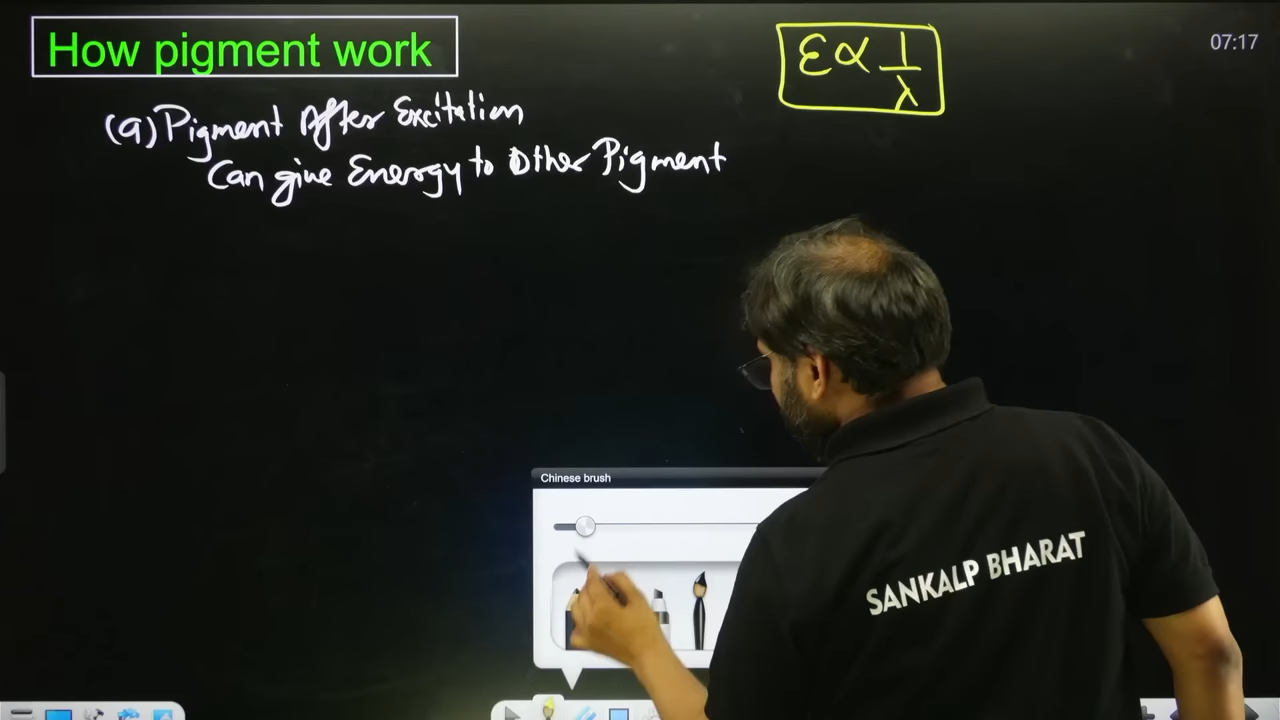 How pigment work
E ∝ 1/λ
07:17
(a) Pigment After Excitation
Can give Energy to Other Pigment
Chinese brush
SANKALP BHARAT